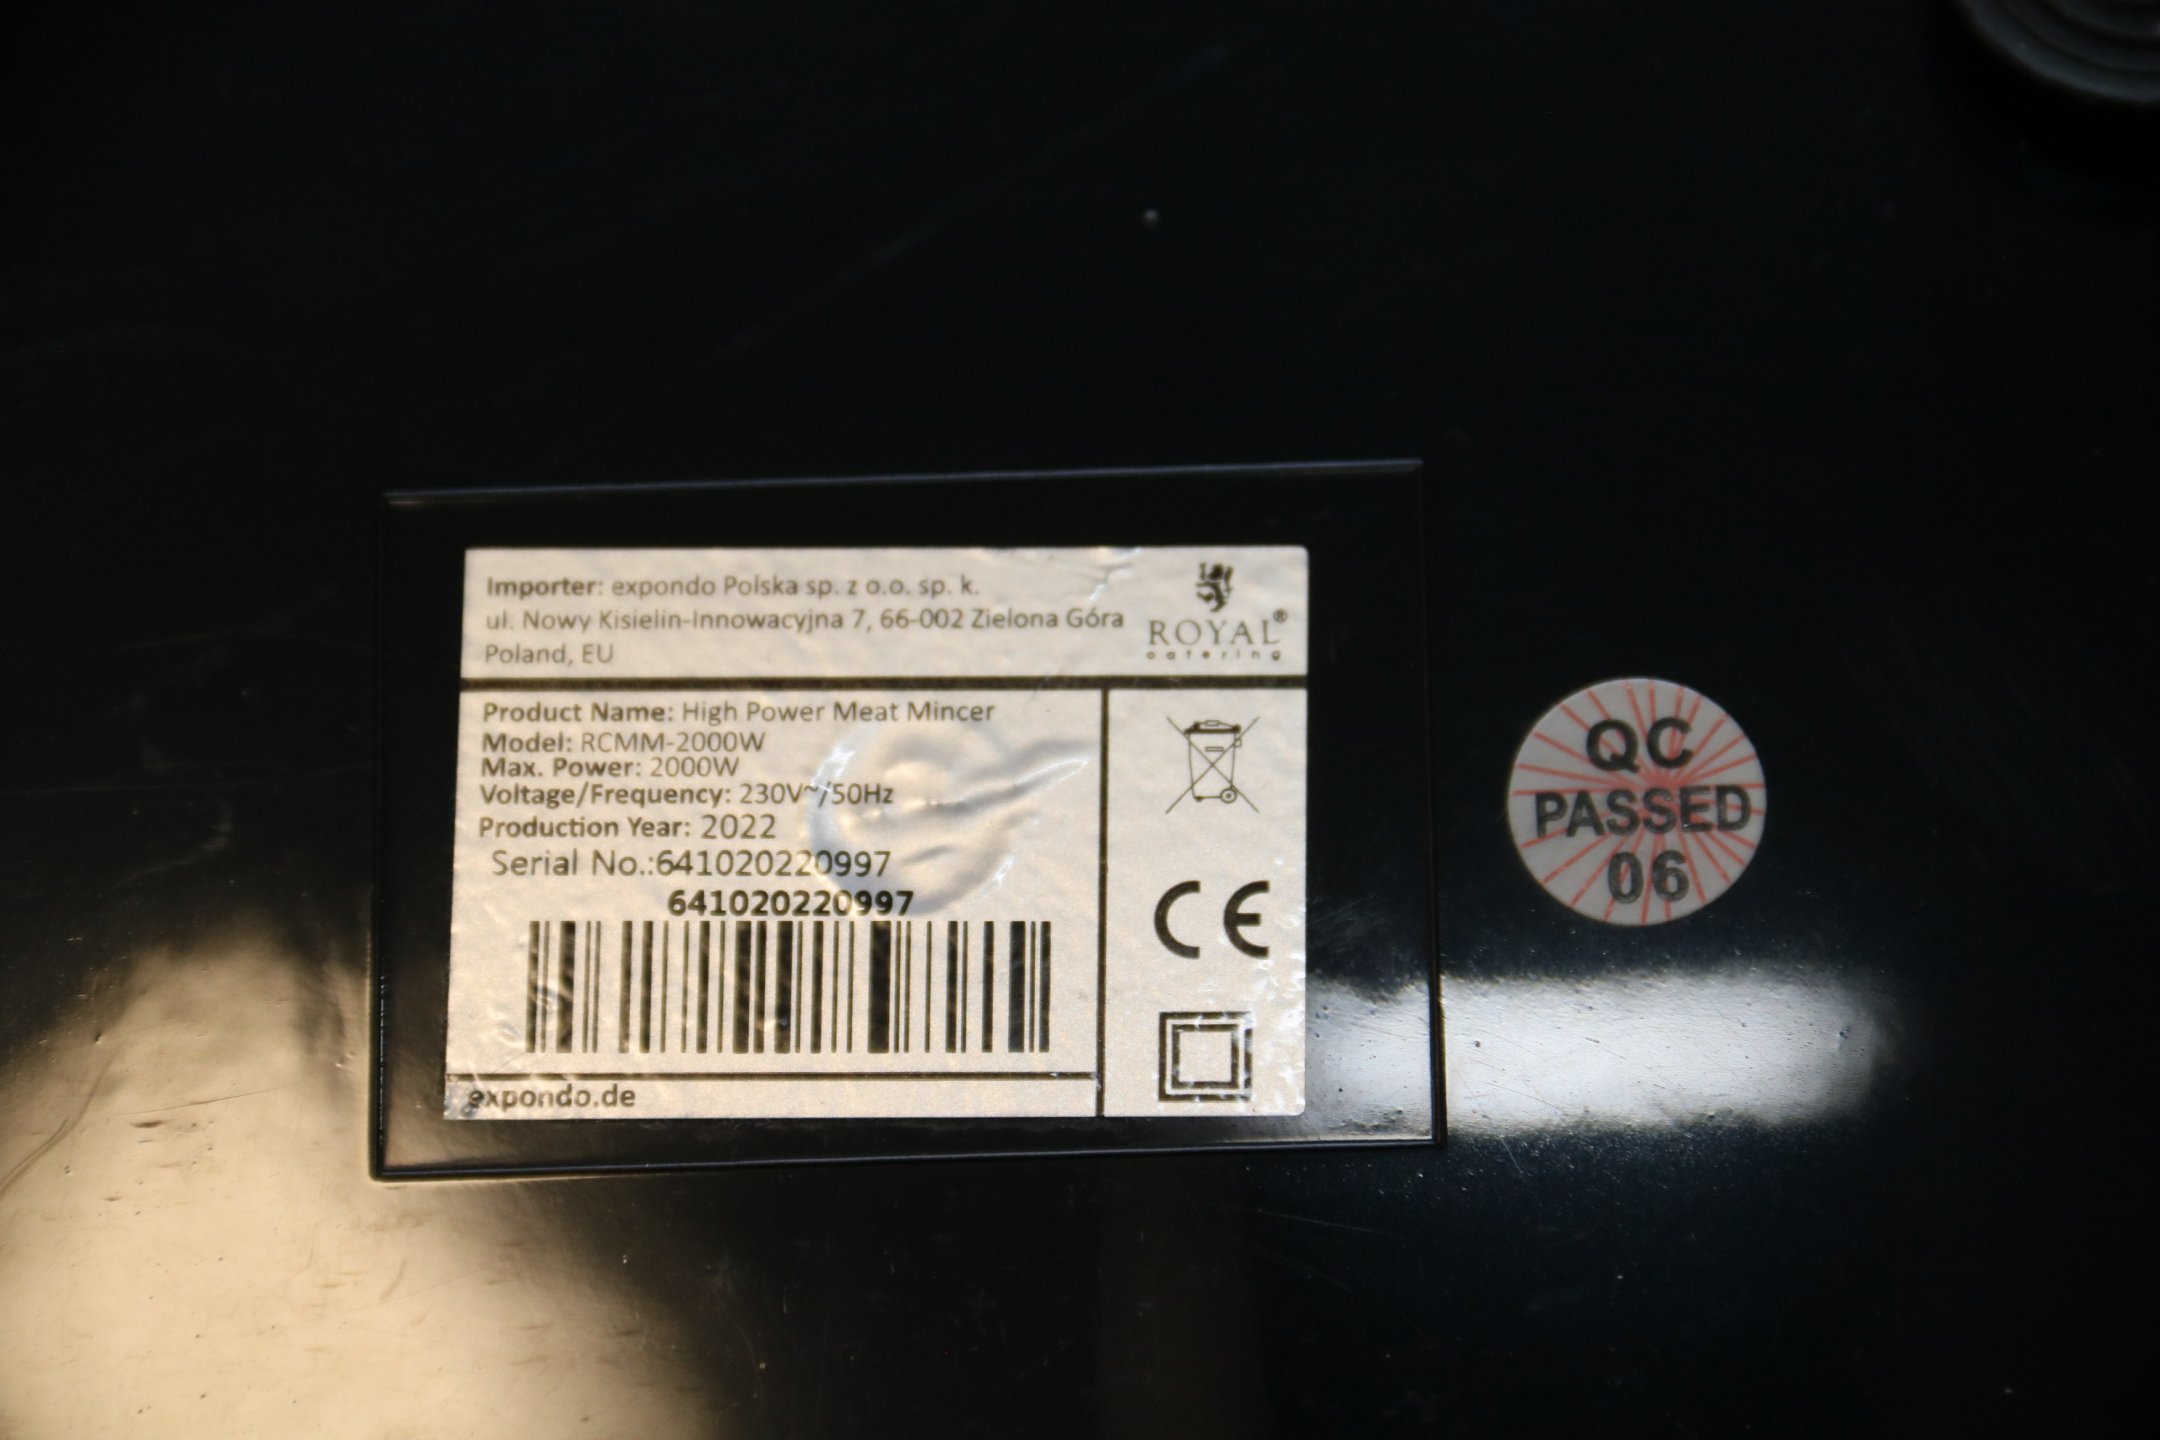 Importer: expondo Polska sp. z o.o. sp. k.
ul. Nowy Kisielin-Innowacyjna 7, 66-002 Zielona Góra
Poland, EU
ROYAL®
catering
Product Name: High Power Meat Mincer
Model: RCMM-2000W
Max. Power: 2000W
Voltage/Frequency: 230V~/50Hz
Production Year: 2022
Serial No.:641020220997
641020220997
expondo.de
CE
QC
PASSED
06